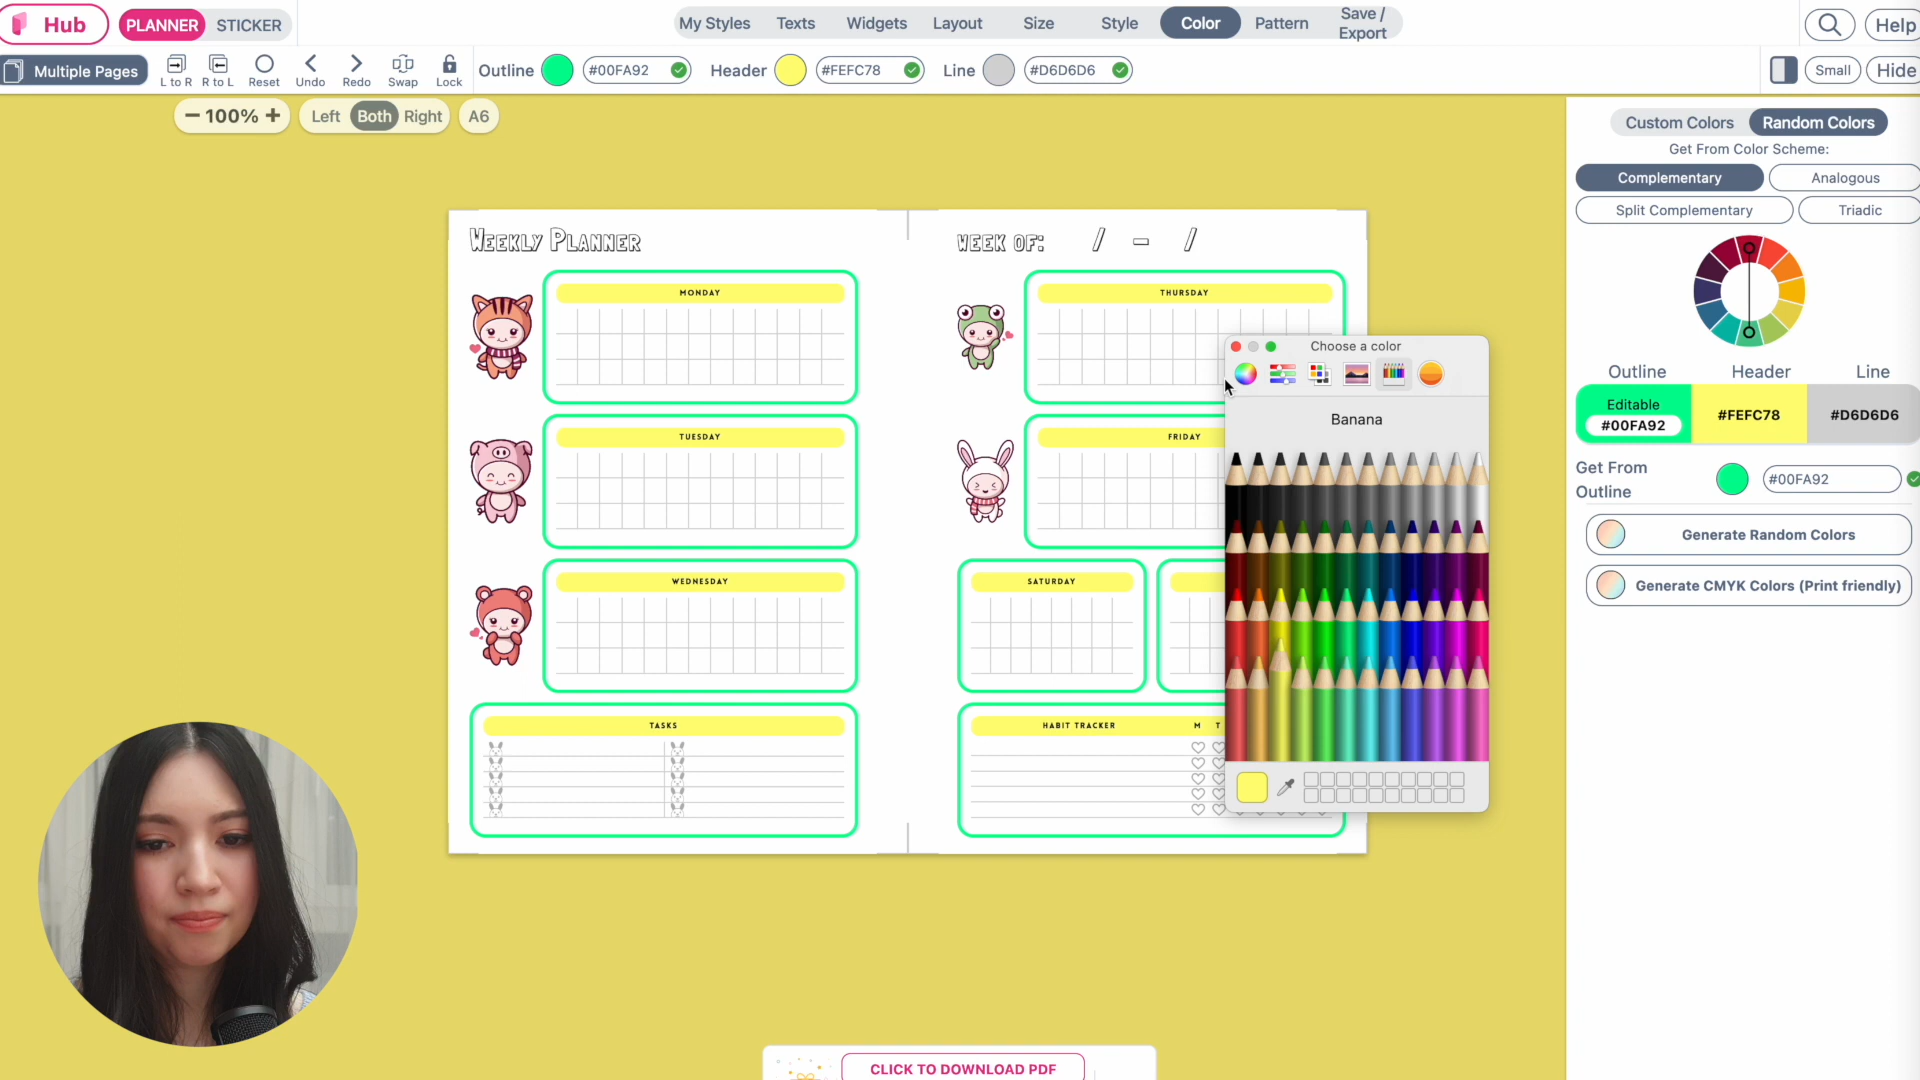 Hub
PLANNER
STICKER
My Styles
Texts
Widgets
Layout
Size
Style
Color
Pattern
Save /
Export
Help
Multiple Pages
L to R
R to L
Reset
Undo
Redo
Swap
Lock
Outline
#00FA92
Header
#FEFC78
Line
#D6D6D6
Small
Hide
100%
Left
Both
Right
A6
Custom Colors
Random Colors
Get From Color Scheme:
Complementary
Analogous
Split Complementary
Triadic
Weekly Planner
Week of: / – /
MONDAY
THURSDAY
Choose a color
Banana
TUESDAY
FRIDAY
WEDNESDAY
SATURDAY
TASKS
HABIT TRACKER
M
T
Outline
Header
Line
Editable
#00FA92
#FEFC78
#D6D6D6
Get From
Outline
#00FA92
Generate Random Colors
Generate CMYK Colors (Print friendly)
CLICK TO DOWNLOAD PDF